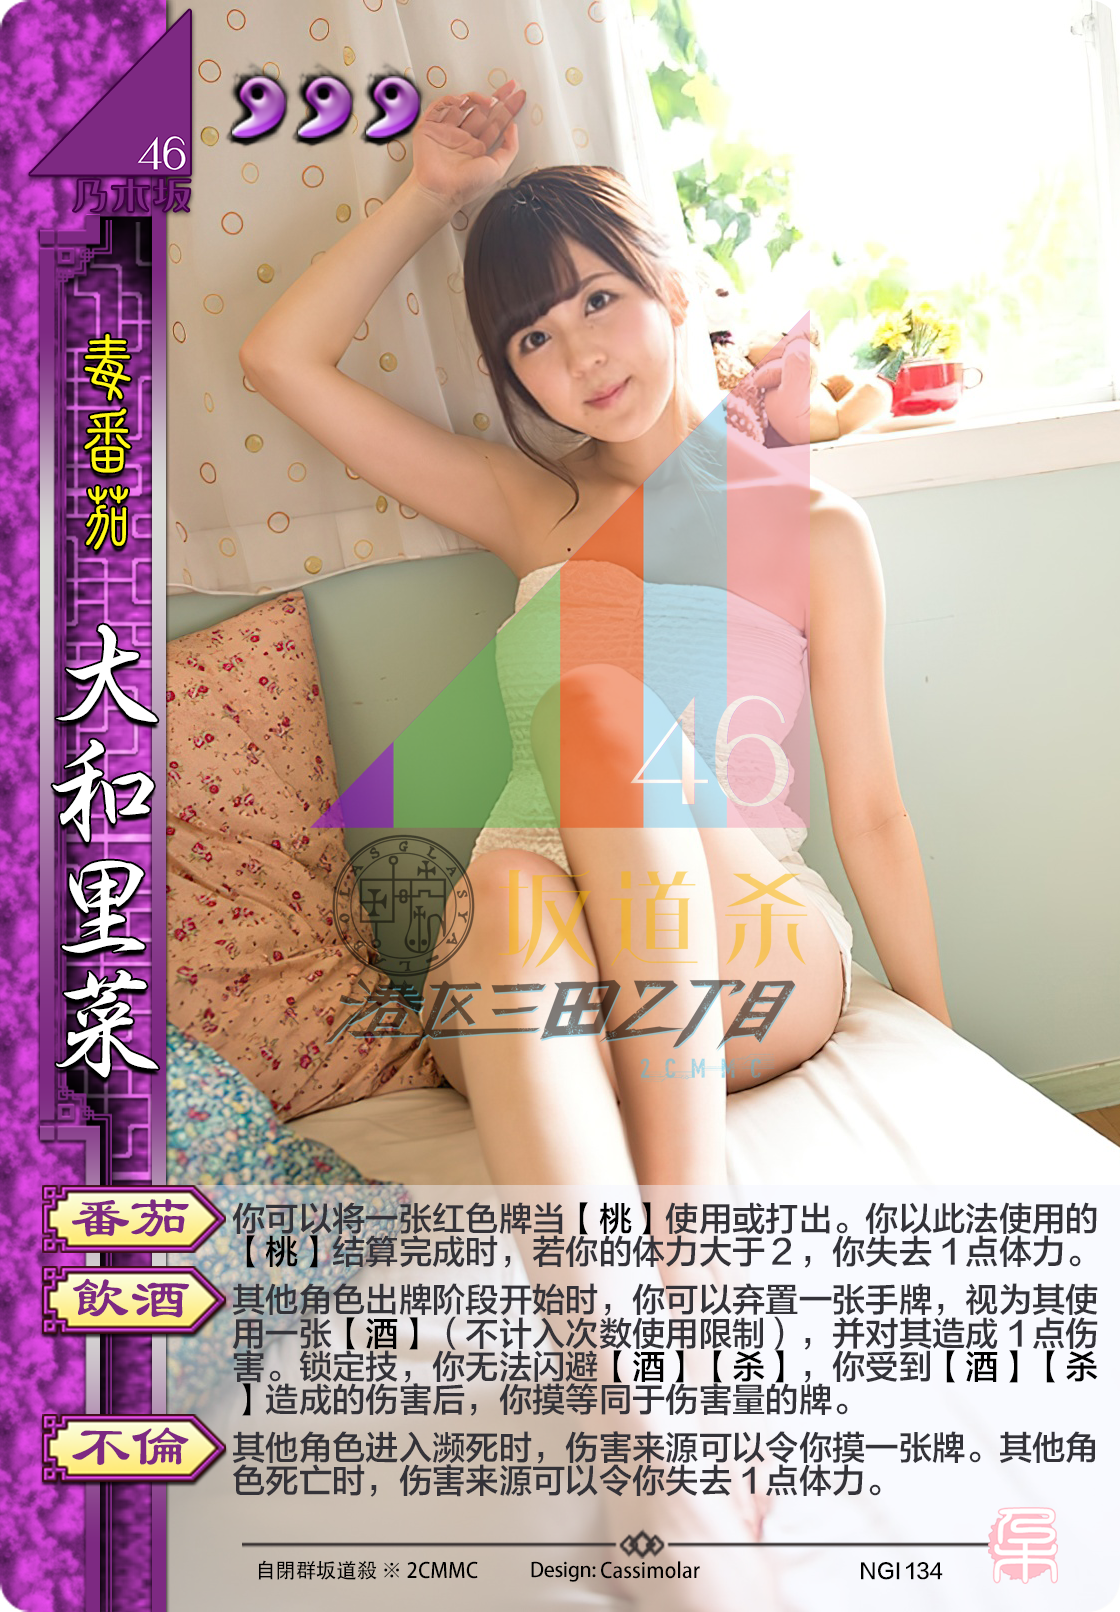 46
乃木坂
毒番茄
大和里菜
46
坂道杀
港区三田乙丁目
2CMMC
番茄
你可以将一张红色牌当【桃】使用或打出。你以此法使用的
【桃】结算完成时，若你的体力大于2，你失去1点体力。
飲酒
其他角色出牌阶段开始时，你可以弃置一张手牌，视为其使
用一张【酒】（不计入次数使用限制），并对其造成1点伤
害。锁定技，你无法闪避【酒】【杀】，你受到【酒】【杀
】造成的伤害后，你摸等同于伤害量的牌。
不倫
其他角色进入濒死时，伤害来源可以令你摸一张牌。其他角
色死亡时，伤害来源可以令你失去1点体力。
自閉群坂道殺 ※ 2CMMC
Design: Cassimolar
NGI134